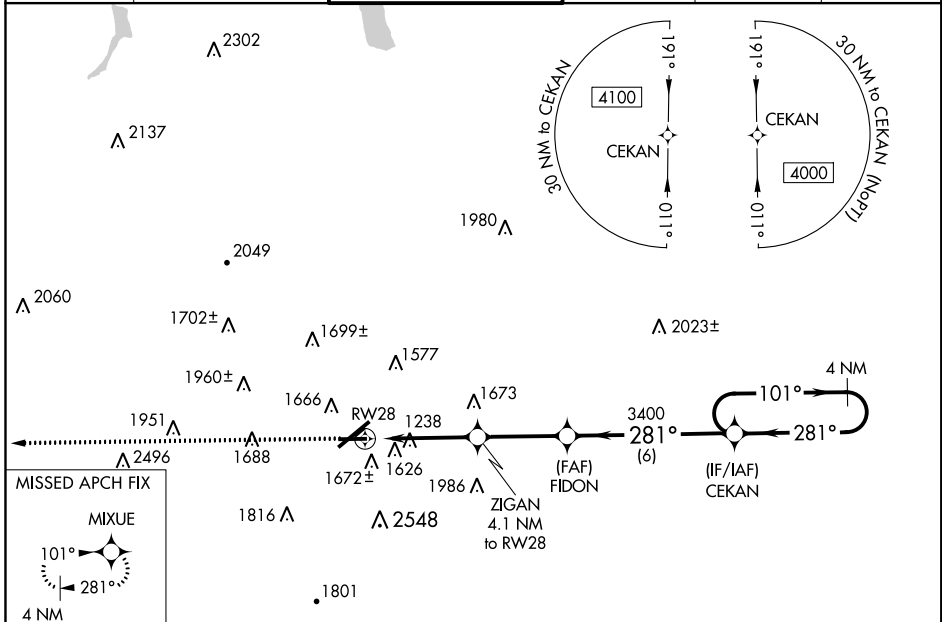 2302
2137
2049
2060
1702±
1699±
1980
1577
1960±
1666
RW28
1238
1673
1951
2496
1688
1672±
1626
1986
1816
2548
1801
2023±
30 NM to CEKAN
4100
191°
CEKAN
011°
30 NM to CEKAN (NoPT)
191°
CEKAN
4000
011°
4 NM
101°
3400
281°
(6)
281°
(IF/IAF)
CEKAN
(FAF)
FIDON
ZIGAN
4.1 NM
to RW28
MISSED APCH FIX
MIXUE
101°
281°
4 NM